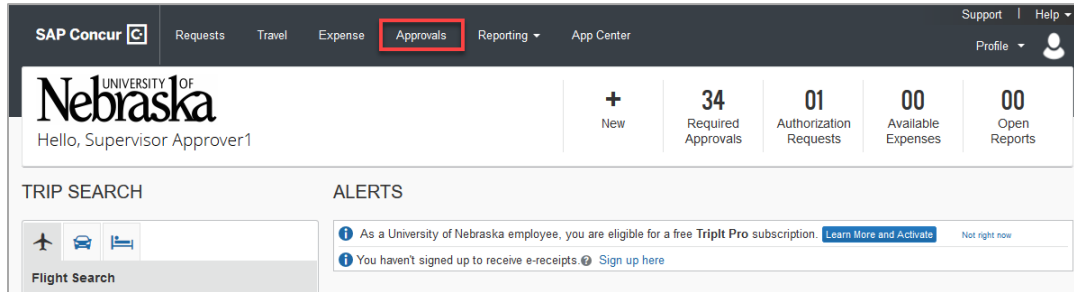 Support | Help
SAP Concur C Requests Travel Expense Approvals Reporting App Center
Profile
UNIVERSITY OF
Nebraska
Hello, Supervisor Approver1
+ 34 01 00 00
New Required Authorization Available Open
Approvals Requests Expenses Reports
TRIP SEARCH ALERTS
As a University of Nebraska employee, you are eligible for a free TripIt Pro subscription. Learn More and Activate Not right now
You haven't signed up to receive e-receipts. Sign up here
Flight Search